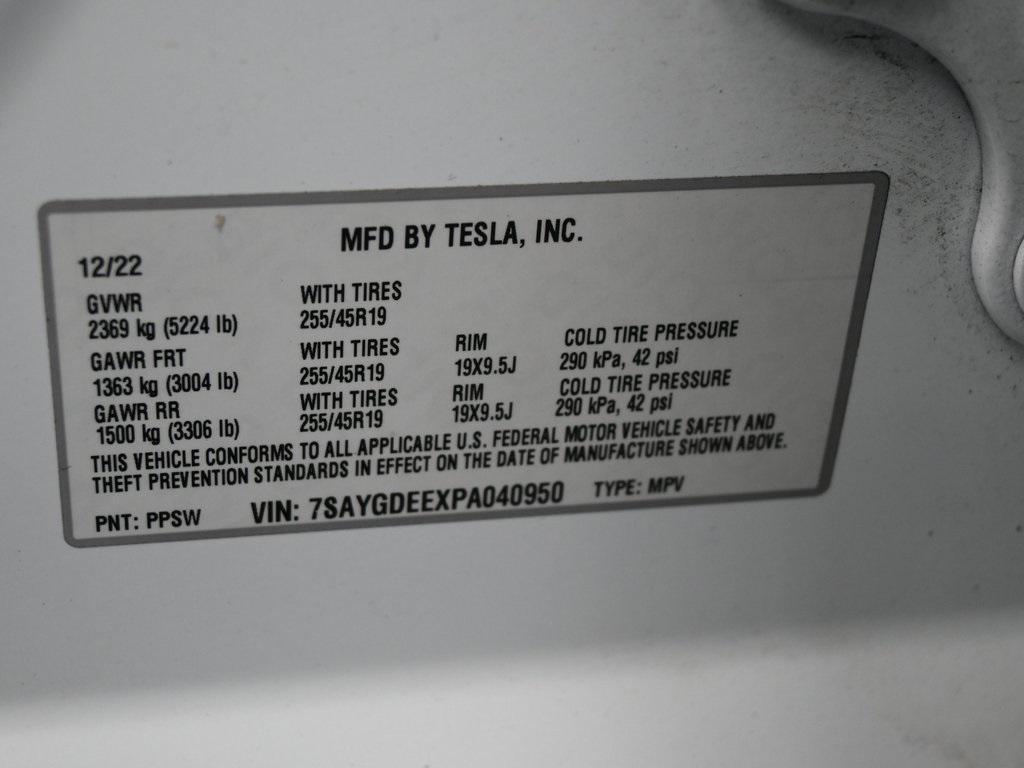 MFD BY TESLA, INC.
12/22
GVWR WITH TIRES
2369 kg (5224 lb) 255/45R19
GAWR FRT WITH TIRES RIM COLD TIRE PRESSURE
1363 kg (3004 lb) 255/45R19 19X9.5J 290 kPa, 42 psi
GAWR RR WITH TIRES RIM COLD TIRE PRESSURE
1500 kg (3306 lb) 255/45R19 19X9.5J 290 kPa, 42 psi
THIS VEHICLE CONFORMS TO ALL APPLICABLE U.S. FEDERAL MOTOR VEHICLE SAFETY AND
THEFT PREVENTION STANDARDS IN EFFECT ON THE DATE OF MANUFACTURE SHOWN ABOVE.
PNT: PPSW VIN: 7SAYGDEEXPA040950 TYPE: MPV